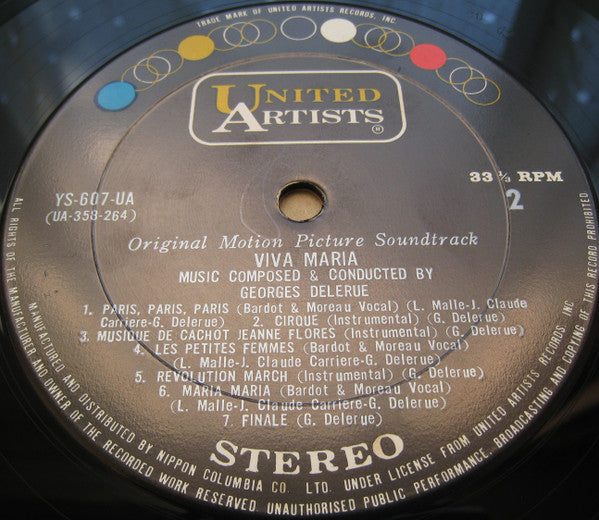 TRADE MARK OF UNITED ARTISTS RECORDS, INC.
UNITED
ARTISTS
®
YS-607-UA
(UA-353-264)
33 ⅓ RPM
2
Original Motion Picture Soundtrack
VIVA MARIA
MUSIC COMPOSED & CONDUCTED BY
GEORGES DELERUE
1. PARIS, PARIS, PARIS (Bardot & Moreau Vocal) (L. Malle-J. Claude
Carriere-G. Delerue) 2. CIRQUE (Instrumental) (G. Delerue)
3. MUSIQUE DE CACHOT JEANNE FLORES (Instrumental) (G. Delerue)
4. LES PETITES FEMMES (Bardot & Moreau Vocal)
(L. Malle-J. Claude Carriere-G. Delerue)
5. REVOLUTION MARCH (Instrumental) (G. Delerue)
6. MARIA MARIA (Bardot & Moreau Vocal)
(L. Malle-J. Claude Carriere-G. Delerue)
7. FINALE (G. Delerue)
STEREO
MANUFACTURED AND DISTRIBUTED BY NIPPON COLUMBIA CO. LTD. UNDER LICENSE FROM UNITED ARTISTS RECORDS, INC.
ALL RIGHTS OF THE MANUFACTURER AND OWNER OF THE RECORDED WORK RESERVED. UNAUTHORISED PUBLIC PERFORMANCE, BROADCASTING AND COPYING OF THIS RECORD PROHIBITED